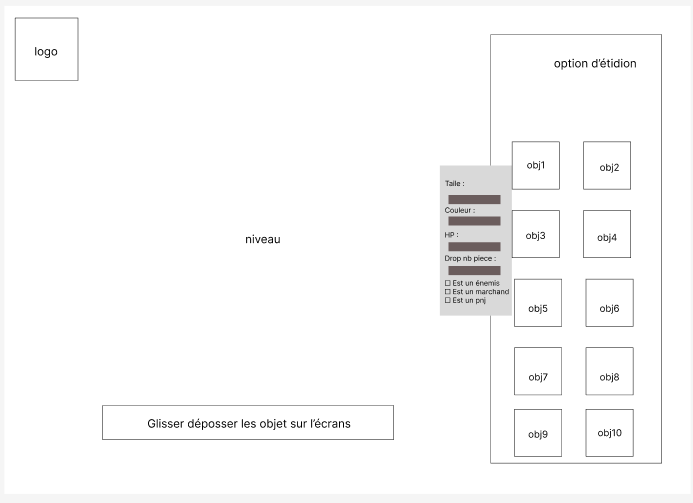 logo
option d'étidion
obj1
obj2
Taille :
Couleur :
HP :
Drop nb piece :
☐ Est un énemis
☐ Est un marchand
☐ Est un pnj
obj3
obj4
niveau
obj5
obj6
obj7
obj8
Glisser déposser les objet sur l'écrans
obj9
obj10